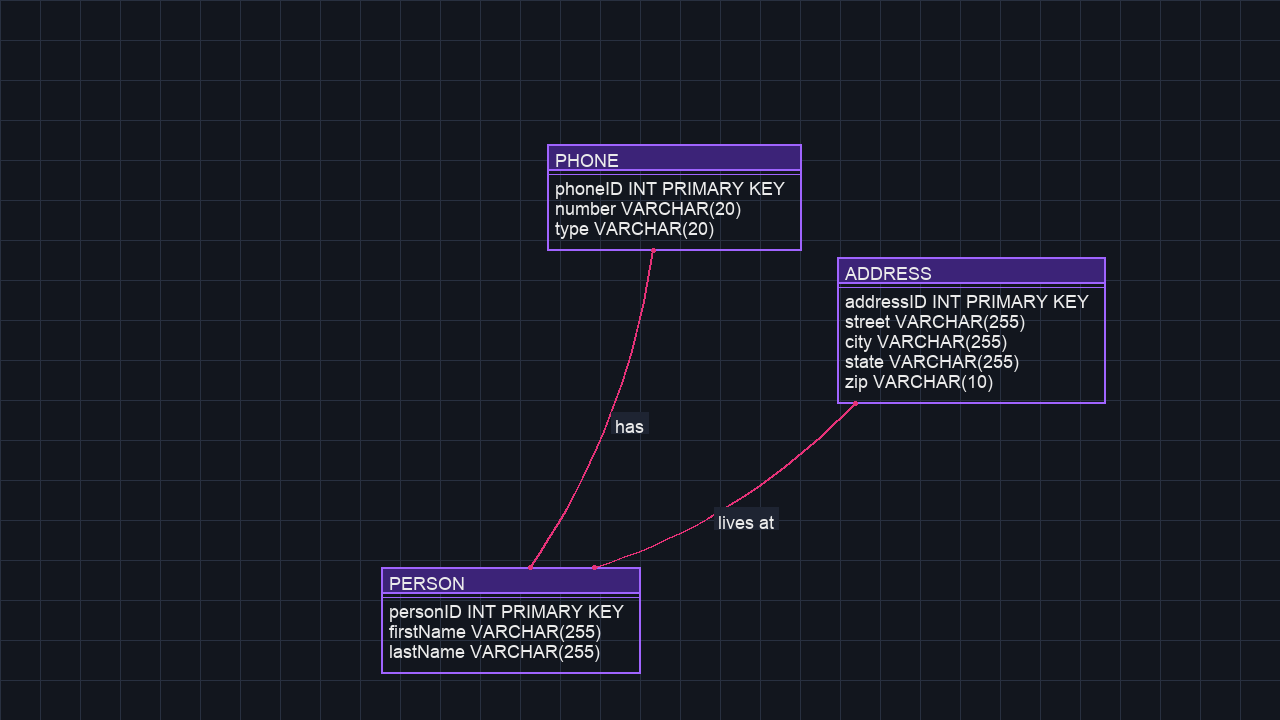 PHONE
phoneID INT PRIMARY KEY
number VARCHAR(20)
type VARCHAR(20)
ADDRESS
addressID INT PRIMARY KEY
street VARCHAR(255)
city VARCHAR(255)
state VARCHAR(255)
zip VARCHAR(10)
has
lives at
PERSON
personID INT PRIMARY KEY
firstName VARCHAR(255)
lastName VARCHAR(255)